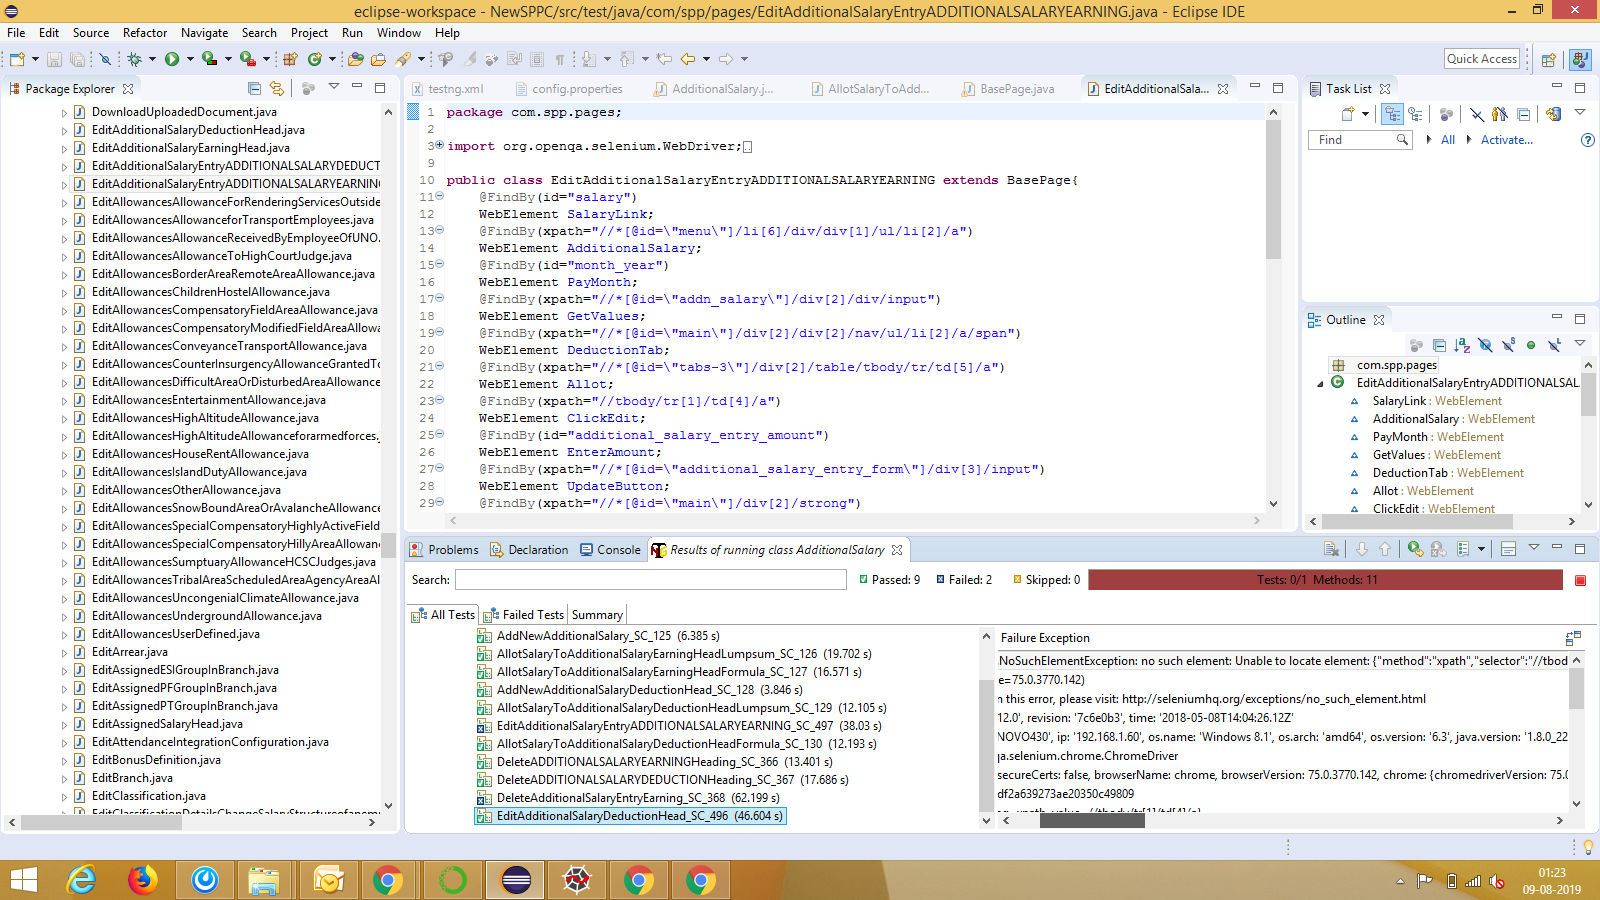 eclipse-workspace - NewSPPC/src/test/java/com/spp/pages/EditAdditionalSalaryEntryADDITIONALSALARYEARNING.java - Eclipse IDE
File Edit Source Refactor Navigate Search Project Run Window Help
Quick Access
Package Explorer
DownloadUploadedDocument.java
EditAdditionalSalaryDeductionHead.java
EditAdditionalSalaryEarningHead.java
EditAdditionalSalaryEntryADDITIONALSALARYDEDUCT
EditAdditionalSalaryEntryADDITIONALSALARYEARNING
EditAllowancesAllowanceForRenderingServicesOutside
EditAllowancesAllowanceforTransportEmployees.java
EditAllowancesAllowanceReceivedByEmployeeOfUNO.
EditAllowancesAllowanceToHighCourtJudge.java
EditAllowancesBorderAreaRemoteAreaAllowance.java
EditAllowancesChildrenHostelAllowance.java
EditAllowancesCompensatoryFieldAreaAllowance.java
EditAllowancesCompensatoryModifiedFieldAreaAllowa
EditAllowancesConveyanceTransportAllowance.java
EditAllowancesCounterInsurgencyAllowanceGrantedTo
EditAllowancesDifficultAreaOrDisturbedAreaAllowance
EditAllowancesEntertainmentAllowance.java
EditAllowancesHighAltitudeAllowance.java
EditAllowancesHighAltitudeAllowanceforarmedforces.
EditAllowancesHouseRentAllowance.java
EditAllowancesIslandDutyAllowance.java
EditAllowancesOtherAllowance.java
EditAllowancesSnowBoundAreaOrAvalancheAllowance
EditAllowancesSpecialCompensatoryHighlyActiveField
EditAllowancesSpecialCompensatoryHillyAreaAllowan
EditAllowancesSumptuaryAllowanceHCSCJudges.java
EditAllowancesTribalAreaScheduledAreaAgencyAreaAl
EditAllowancesUncongenialClimateAllowance.java
EditAllowancesUndergroundAllowance.java
EditAllowancesUserDefined.java
EditArrear.java
EditAssignedESIGroupInBranch.java
EditAssignedPFGroupInBranch.java
EditAssignedPTGroupInBranch.java
EditAssignedSalaryHead.java
EditAttendanceIntegrationConfiguration.java
EditBonusDefinition.java
EditBranch.java
EditClassification.java
testng.xml config.properties AdditionalSalary.j... AllotSalaryToAdd... BasePage.java EditAdditionalSala...
1 package com.spp.pages;
2
3 import org.openqa.selenium.WebDriver;
9
10 public class EditAdditionalSalaryEntryADDITIONALSALARYEARNING extends BasePage{
11 @FindBy(id="salary")
12 WebElement SalaryLink;
13 @FindBy(xpath="//*[@id=\"menu\"]/li[6]/div/div[1]/ul/li[2]/a")
14 WebElement AdditionalSalary;
15 @FindBy(id="month_year")
16 WebElement PayMonth;
17 @FindBy(xpath="//*[@id=\"addn_salary\"]/div[2]/div/input")
18 WebElement GetValues;
19 @FindBy(xpath="//*[@id=\"main\"]/div[2]/div[2]/nav/ul/li[2]/a/span")
20 WebElement DeductionTab;
21 @FindBy(xpath="//*[@id=\"tabs-3\"]/div[2]/table/tbody/tr/td[5]/a")
22 WebElement Allot;
23 @FindBy(xpath="//tbody/tr[1]/td[4]/a")
24 WebElement ClickEdit;
25 @FindBy(id="additional_salary_entry_amount")
26 WebElement EnterAmount;
27 @FindBy(xpath="//*[@id=\"additional_salary_entry_form\"]/div[3]/input")
28 WebElement UpdateButton;
29 @FindBy(xpath="//*[@id=\"main\"]/div[2]/strong")
Task List
Find All Activate...
Outline
com.spp.pages
EditAdditionalSalaryEntryADDITIONALSAL
SalaryLink : WebElement
AdditionalSalary : WebElement
PayMonth : WebElement
GetValues : WebElement
DeductionTab : WebElement
Allot : WebElement
ClickEdit : WebElement
Problems Declaration Console Results of running class AdditionalSalary
Search: Passed: 9 Failed: 2 Skipped: 0 Tests: 0/1 Methods: 11
All Tests Failed Tests Summary
AddNewAdditionalSalary_SC_125 (6.385 s)
AllotSalaryToAdditionalSalaryEarningHeadLumpsum_SC_126 (19.702 s)
AllotSalaryToAdditionalSalaryEarningHeadFormula_SC_127 (16.571 s)
AddNewAdditionalSalaryDeductionHead_SC_128 (3.846 s)
AllotSalaryToAdditionalSalaryDeductionHeadLumpsum_SC_129 (12.105 s)
EditAdditionalSalaryEntryADDITIONALSALARYEARNING_SC_497 (38.03 s)
AllotSalaryToAdditionalSalaryDeductionHeadFormula_SC_130 (12.193 s)
DeleteADDITIONALSALARYEARNINGHeading_SC_366 (13.401 s)
DeleteADDITIONALSALARYDEDUCTIONHeading_SC_367 (17.686 s)
DeleteAdditionalSalaryEntryEarning_SC_368 (62.199 s)
EditAdditionalSalaryDeductionHead_SC_496 (46.604 s)
Failure Exception
NoSuchElementException: no such element: Unable to locate element: {"method":"xpath","selector":"//tbod
e=75.0.3770.142)
n this error, please visit: http://seleniumhq.org/exceptions/no_such_element.html
12.0', revision: '7c6e0b3', time: '2018-05-08T14:04:26.12Z'
NOVO430', ip: '192.168.1.60', os.name: 'Windows 8.1', os.arch: 'amd64', os.version: '6.3', java.version: '1.8.0_22
qa.selenium.chrome.ChromeDriver
secureCerts: false, browserName: chrome, browserVersion: 75.0.3770.142, chrome: {chromedriverVersion: 75.0
df2a639273ae20350c49809
01:23
09-08-2019